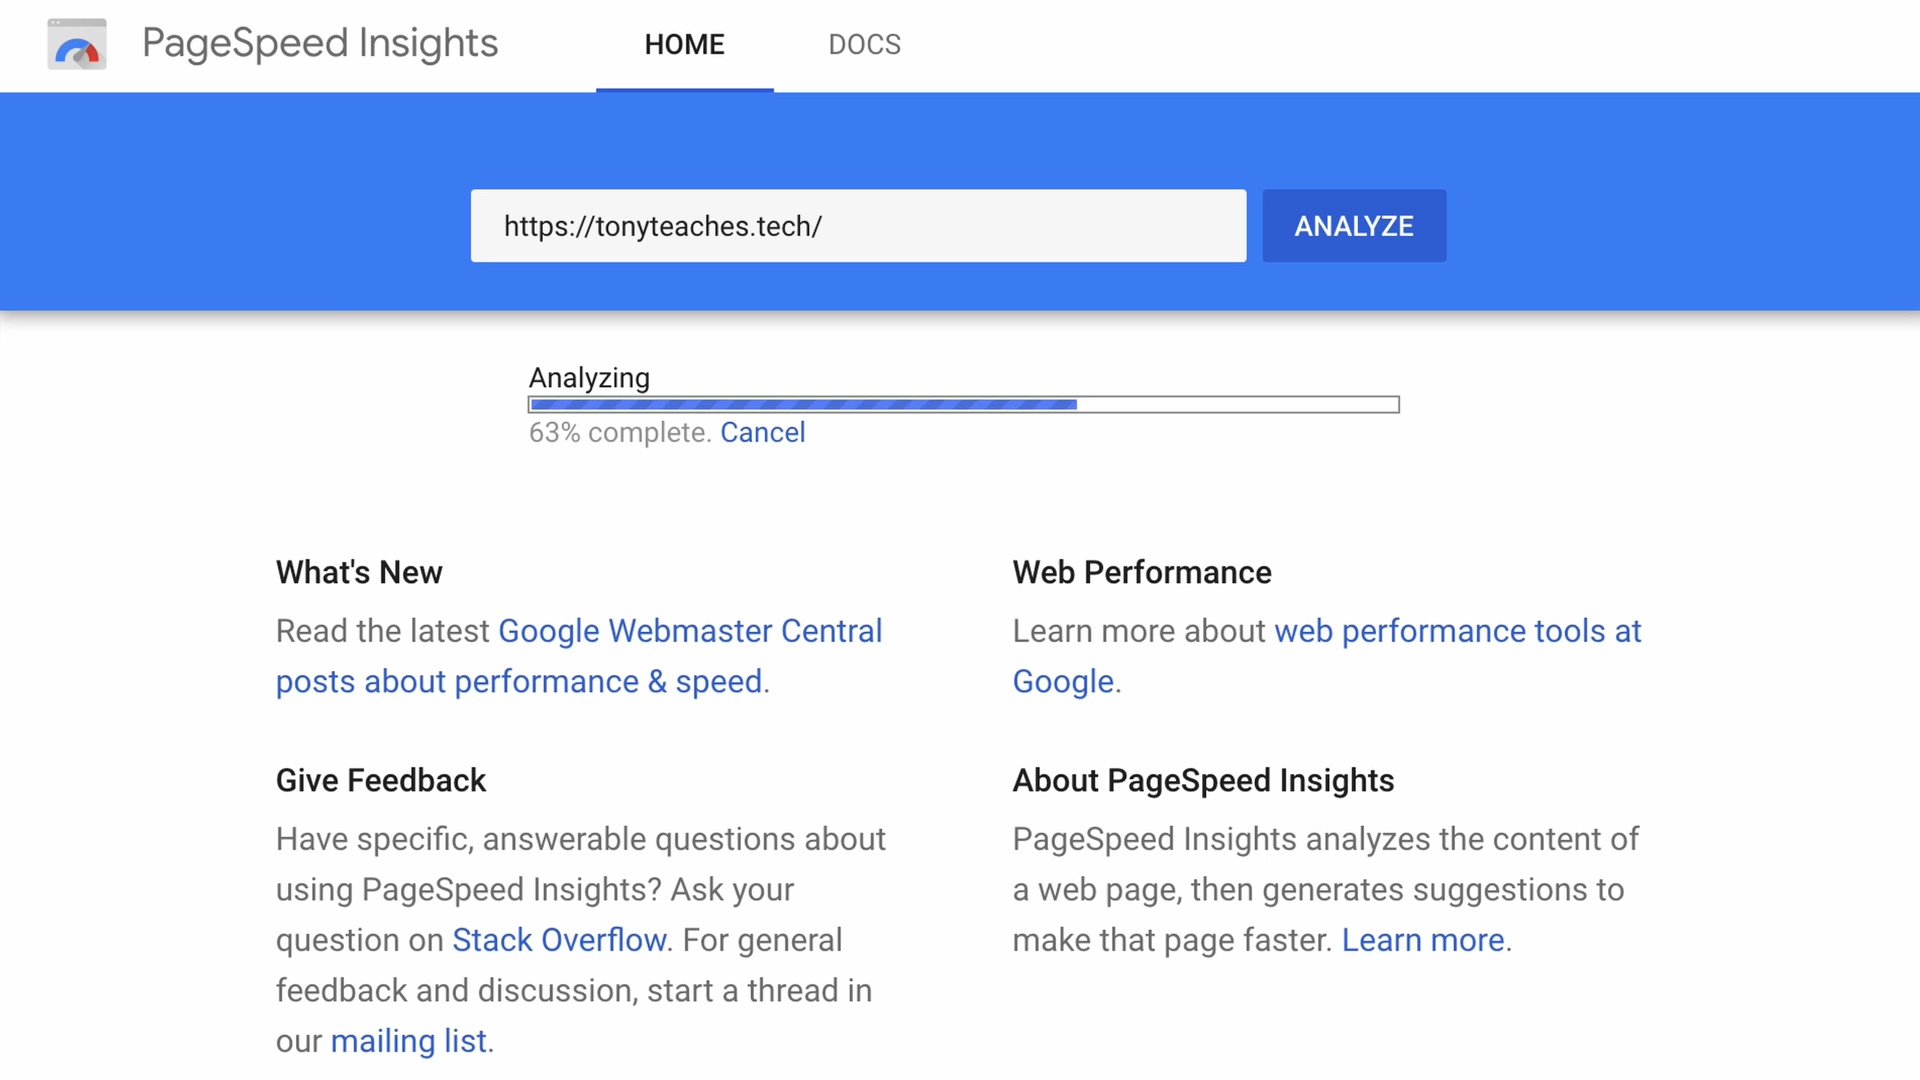 PageSpeed Insights
HOME
DOCS
https://tonyteaches.tech/
ANALYZE
Analyzing
63% complete. Cancel
What's New
Read the latest Google Webmaster Central
posts about performance & speed.
Web Performance
Learn more about web performance tools at
Google.
Give Feedback
Have specific, answerable questions about
using PageSpeed Insights? Ask your
question on Stack Overflow. For general
feedback and discussion, start a thread in
our mailing list.
About PageSpeed Insights
PageSpeed Insights analyzes the content of
a web page, then generates suggestions to
make that page faster. Learn more.